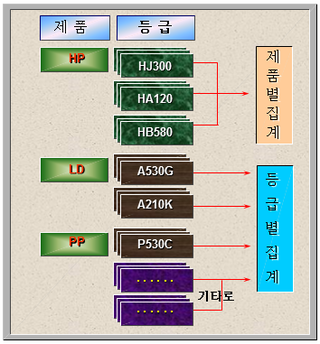 제 품 등 급
HP HJ300
HA120
HB580
제품별집계
LD A530G
A210K
PP P530C
......
......
기타로
등급별집계